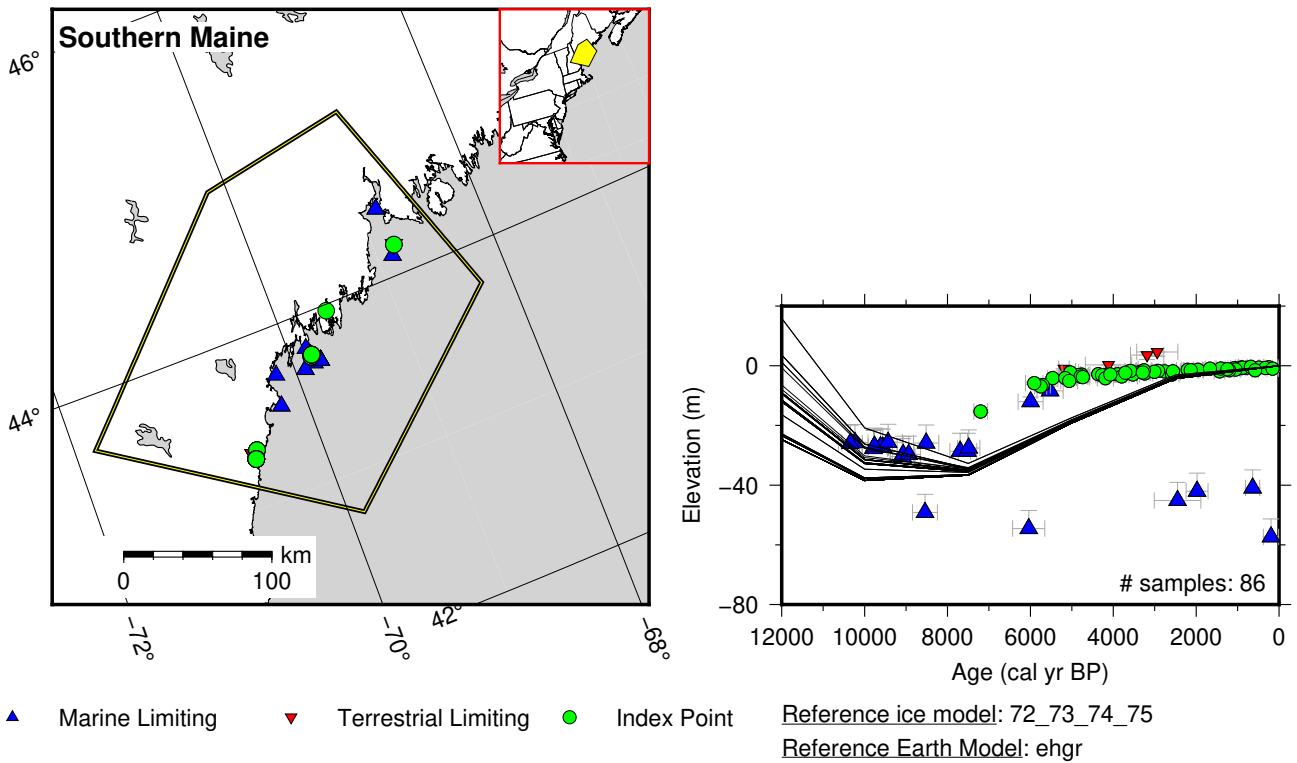 Southern Maine
46°
44°
km
0 100
−72°
−70°
42°
−68°
Elevation (m)
0
−40
−80
# samples: 86
12000 10000 8000 6000 4000 2000 0
Age (cal yr BP)
Marine Limiting Terrestrial Limiting Index Point
Reference ice model: 72_73_74_75
Reference Earth Model: ehgr